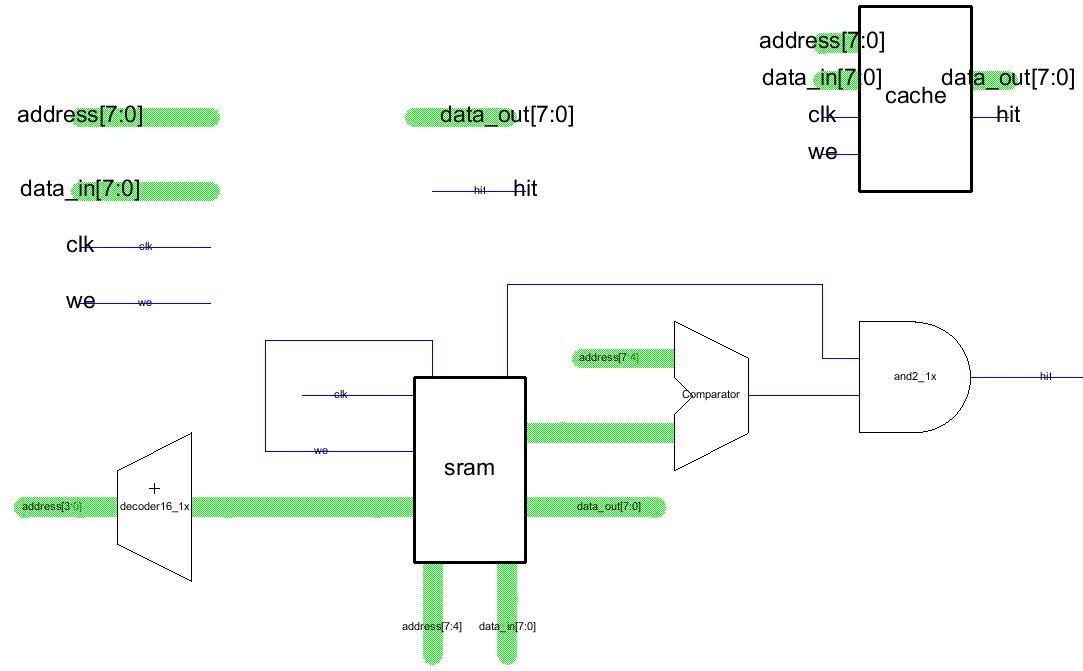 address[7:0]
data_in[7:0]
cache
data_out[7:0]
clk
hit
we
address[7:0]
data_out[7:0]
data_in[7:0]
hit
hit
clk
clk
we
we
address[7:4]
clk
Comparator
and2_1x
hit
we
sram
address[3:0]
decoder16_1x
data_out[7:0]
address[7:4]
data_in[7:0]